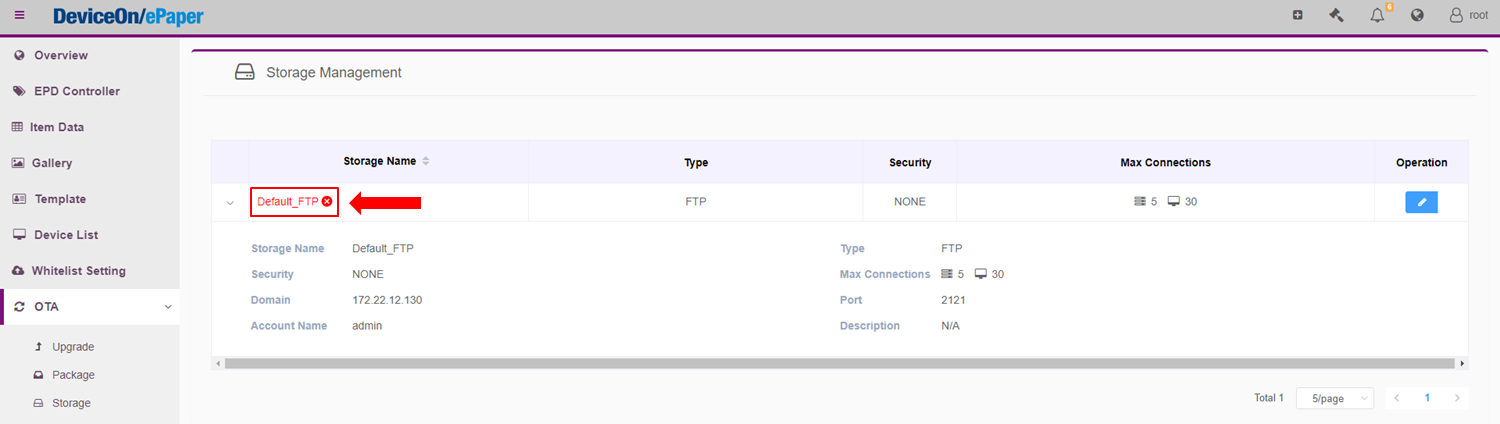 DeviceOn/ePaper
6
root
Overview
EPD Controller
Item Data
Gallery
Template
Device List
Whitelist Setting
OTA
Upgrade
Package
Storage
Storage Management
Storage Name Type Security Max Connections Operation
Default_FTP FTP NONE 5 30
Storage Name Default_FTP Type FTP
Security NONE Max Connections 5 30
Domain 172.22.12.130 Port 2121
Account Name admin Description N/A
Total 1 5/page 1